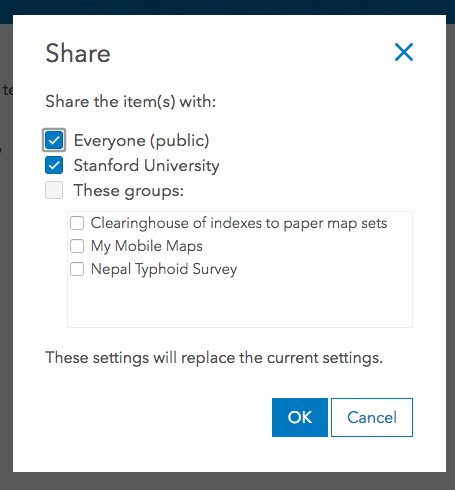 Share
Share the item(s) with:
Everyone (public)
Stanford University
These groups:
Clearinghouse of indexes to paper map sets
My Mobile Maps
Nepal Typhoid Survey
These settings will replace the current settings.
OK
Cancel